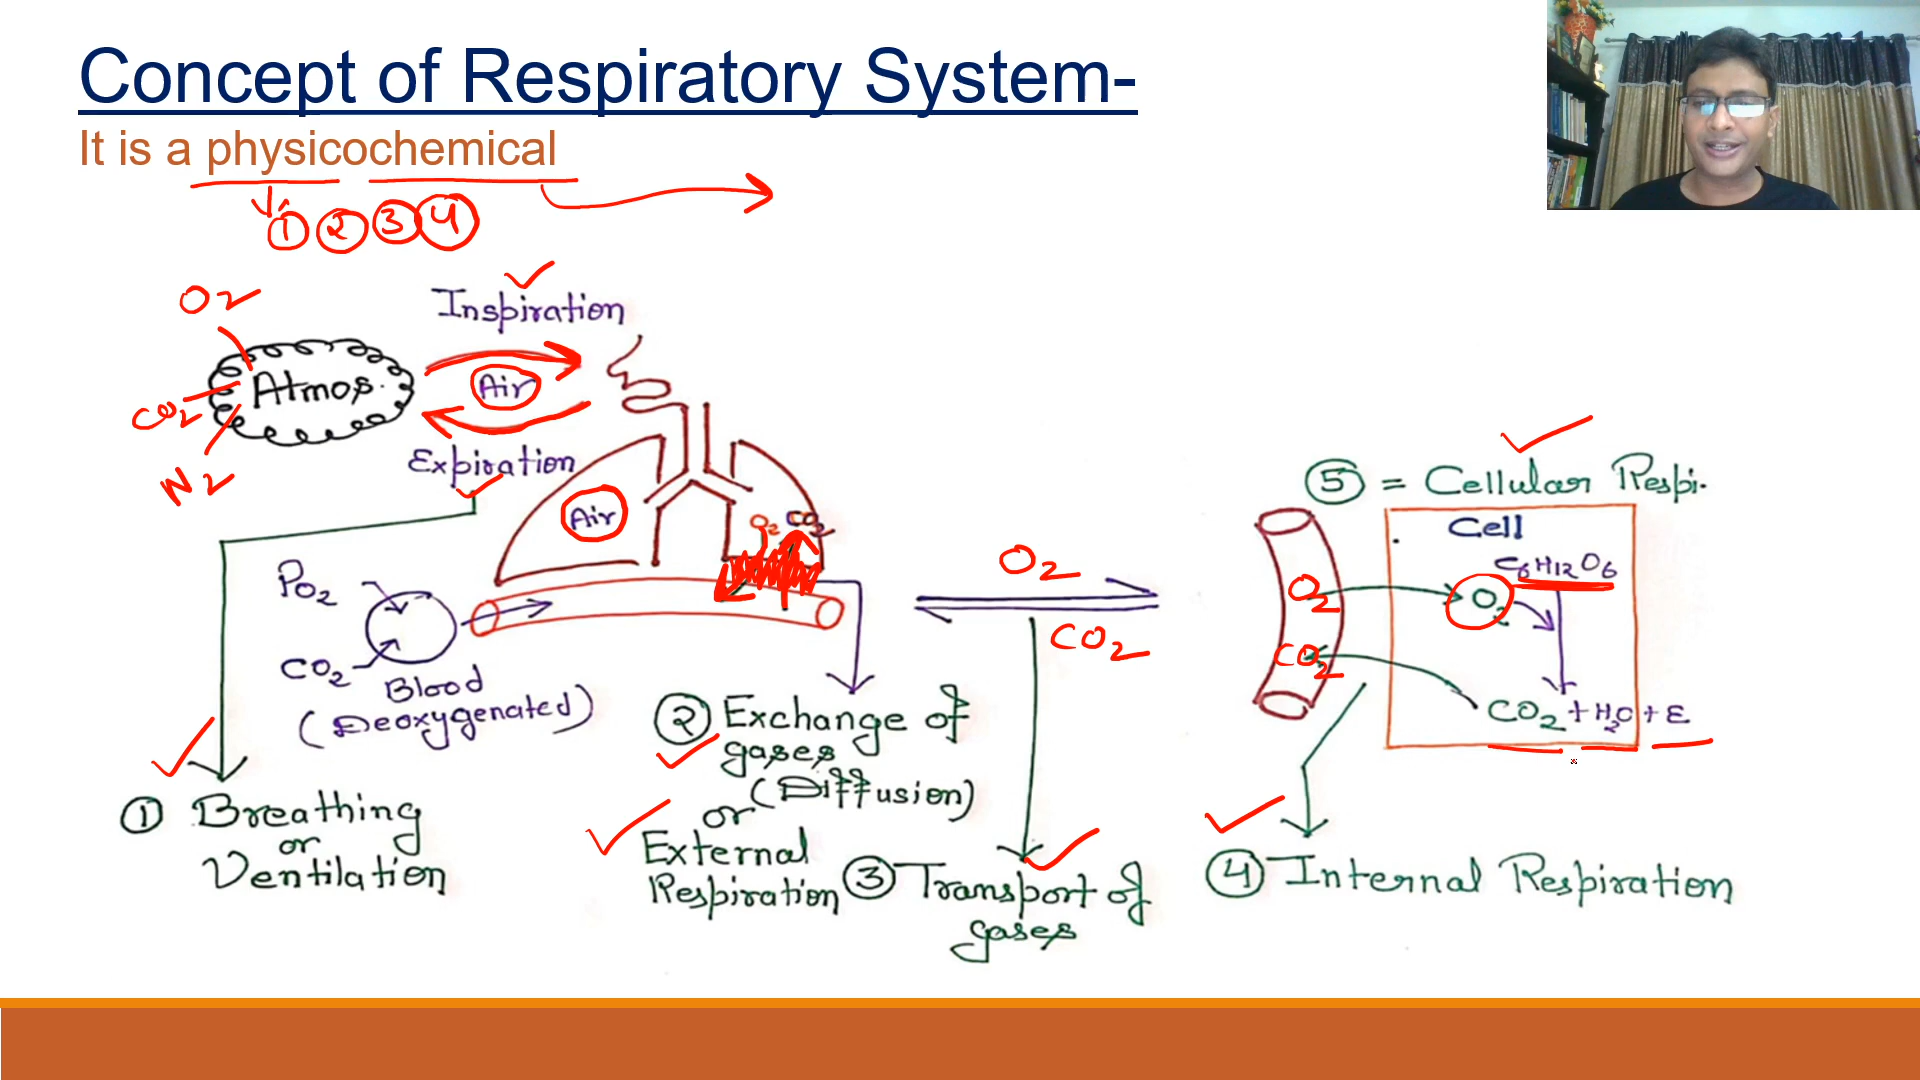 Concept of Respiratory System-
It is a physicochemical
1 2 3 4
O2
Inspiration
Atmos.
Air
CO2
N2
Expiration
Air
O2 CO2
PO2
CO2
Blood
(Deoxygenated)
① Breathing
or
Ventilation
② Exchange of
gases
(Diffusion)
or
External
Respiration
O2
CO2
③ Transport of
gases
⑤ = Cellular Respi.
Cell
C6H12O6
O2
O2
CO2
CO2 + H2O + E
④ Internal Respiration